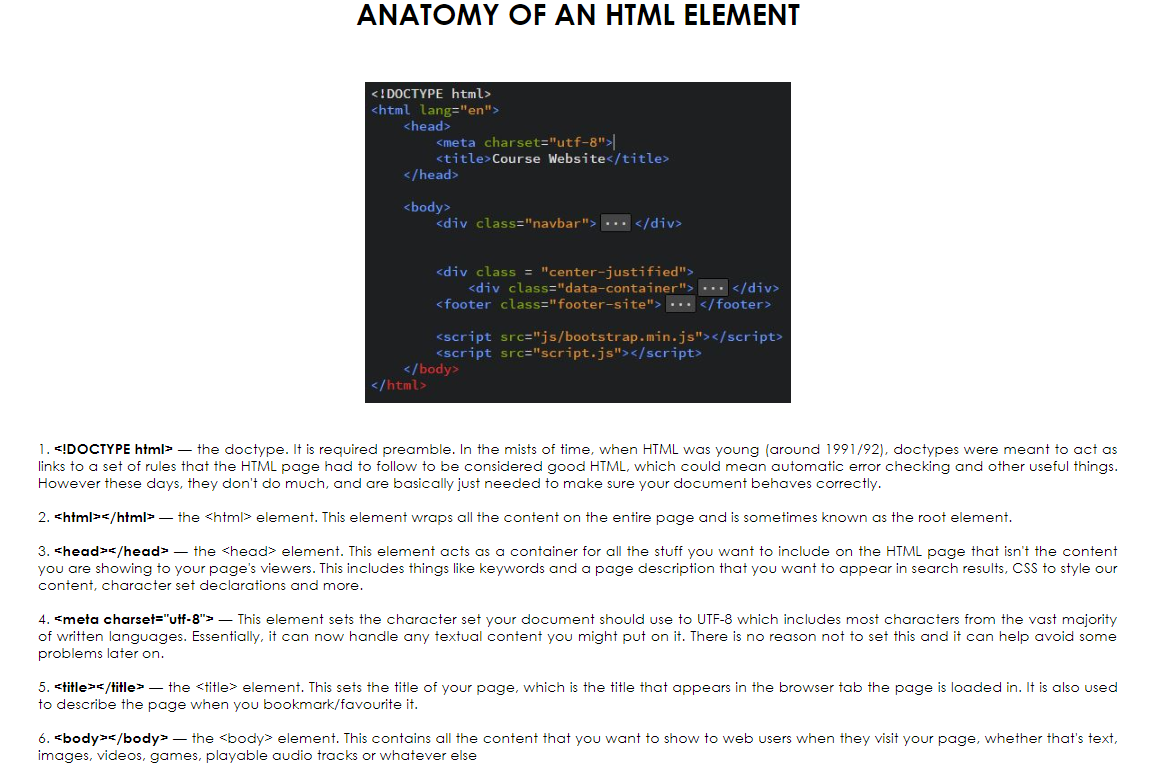 ANATOMY OF AN HTML ELEMENT
<!DOCTYPE html>
<html lang="en">
<head>
<meta charset="utf-8">
<title>Course Website</title>
</head>
<body>
<div class="navbar"> ... </div>
<div class = "center-justified">
<div class="data-container"> ... </div>
<footer class="footer-site"> ... </footer>
<script src="js/bootstrap.min.js"></script>
<script src="script.js"></script>
</body>
</html>
1. <!DOCTYPE html> — the doctype. It is required preamble. In the mists of time, when HTML was young (around 1991/92), doctypes were meant to act as
links to a set of rules that the HTML page had to follow to be considered good HTML, which could mean automatic error checking and other useful things.
However these days, they don't do much, and are basically just needed to make sure your document behaves correctly.
2. <html></html> — the <html> element. This element wraps all the content on the entire page and is sometimes known as the root element.
3. <head></head> — the <head> element. This element acts as a container for all the stuff you want to include on the HTML page that isn't the content
you are showing to your page's viewers. This includes things like keywords and a page description that you want to appear in search results, CSS to style our
content, character set declarations and more.
4. <meta charset="utf-8"> — This element sets the character set your document should use to UTF-8 which includes most characters from the vast majority
of written languages. Essentially, it can now handle any textual content you might put on it. There is no reason not to set this and it can help avoid some
problems later on.
5. <title></title> — the <title> element. This sets the title of your page, which is the title that appears in the browser tab the page is loaded in. It is also used
to describe the page when you bookmark/favourite it.
6. <body></body> — the <body> element. This contains all the content that you want to show to web users when they visit your page, whether that's text,
images, videos, games, playable audio tracks or whatever else